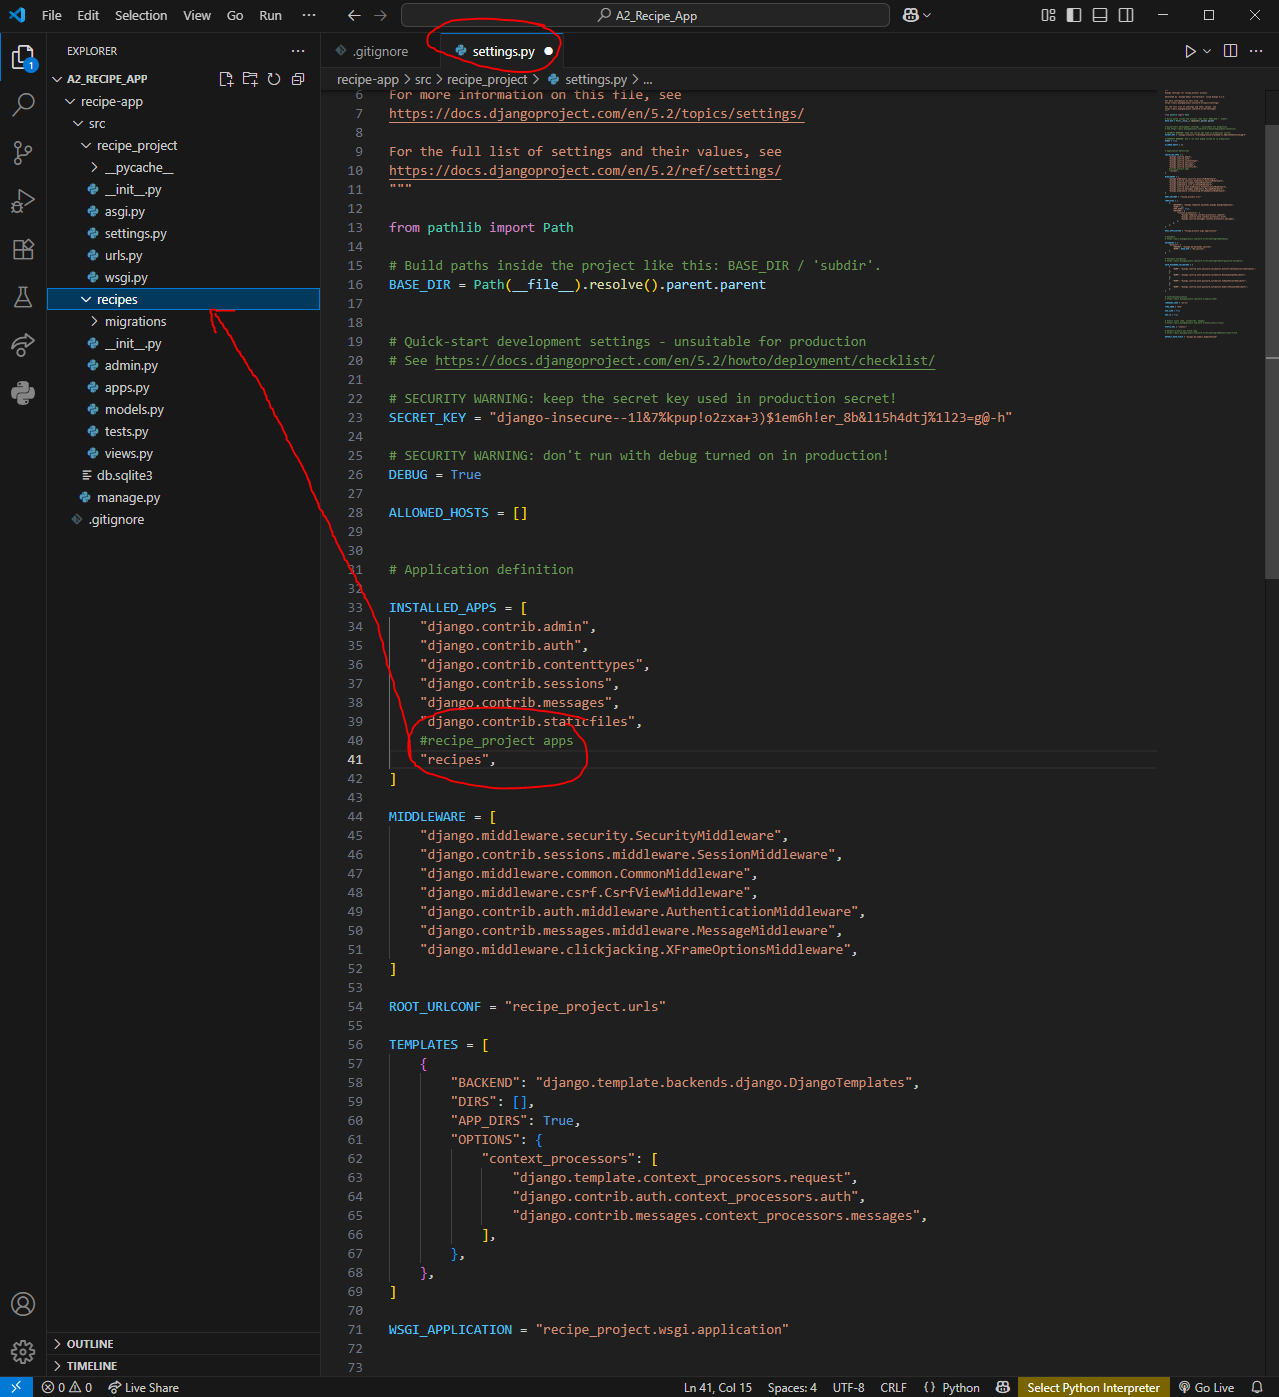 File Edit Selection View Go Run ··· A2_Recipe_App
EXPLORER ···
A2_RECIPE_APP
recipe-app
src
recipe_project
__pycache__
__init__.py
asgi.py
settings.py
urls.py
wsgi.py
recipes
migrations
__init__.py
admin.py
apps.py
models.py
tests.py
views.py
db.sqlite3
manage.py
.gitignore
OUTLINE
TIMELINE
.gitignore settings.py
recipe-app > src > recipe_project > settings.py > ...
6 For more information on this file, see
7 https://docs.djangoproject.com/en/5.2/topics/settings/
8
9 For the full list of settings and their values, see
10 https://docs.djangoproject.com/en/5.2/ref/settings/
11 """
12
13 from pathlib import Path
14
15 # Build paths inside the project like this: BASE_DIR / 'subdir'.
16 BASE_DIR = Path(__file__).resolve().parent.parent
17
18
19 # Quick-start development settings - unsuitable for production
20 # See https://docs.djangoproject.com/en/5.2/howto/deployment/checklist/
21
22 # SECURITY WARNING: keep the secret key used in production secret!
23 SECRET_KEY = "django-insecure--1l&7%kpup!o2zxa+3)$1em6h!er_8b&l15h4dtj%1l23=g@-h"
24
25 # SECURITY WARNING: don't run with debug turned on in production!
26 DEBUG = True
27
28 ALLOWED_HOSTS = []
29
30
31 # Application definition
32
33 INSTALLED_APPS = [
34 "django.contrib.admin",
35 "django.contrib.auth",
36 "django.contrib.contenttypes",
37 "django.contrib.sessions",
38 "django.contrib.messages",
39 "django.contrib.staticfiles",
40 #recipe_project apps
41 "recipes",
42 ]
43
44 MIDDLEWARE = [
45 "django.middleware.security.SecurityMiddleware",
46 "django.contrib.sessions.middleware.SessionMiddleware",
47 "django.middleware.common.CommonMiddleware",
48 "django.middleware.csrf.CsrfViewMiddleware",
49 "django.contrib.auth.middleware.AuthenticationMiddleware",
50 "django.contrib.messages.middleware.MessageMiddleware",
51 "django.middleware.clickjacking.XFrameOptionsMiddleware",
52 ]
53
54 ROOT_URLCONF = "recipe_project.urls"
55
56 TEMPLATES = [
57 {
58 "BACKEND": "django.template.backends.django.DjangoTemplates",
59 "DIRS": [],
60 "APP_DIRS": True,
61 "OPTIONS": {
62 "context_processors": [
63 "django.template.context_processors.request",
64 "django.contrib.auth.context_processors.auth",
65 "django.contrib.messages.context_processors.messages",
66 ],
67 },
68 },
69 ]
70
71 WSGI_APPLICATION = "recipe_project.wsgi.application"
72
73
0 0 Live Share Ln 41, Col 15 Spaces: 4 UTF-8 CRLF {} Python Select Python Interpreter Go Live